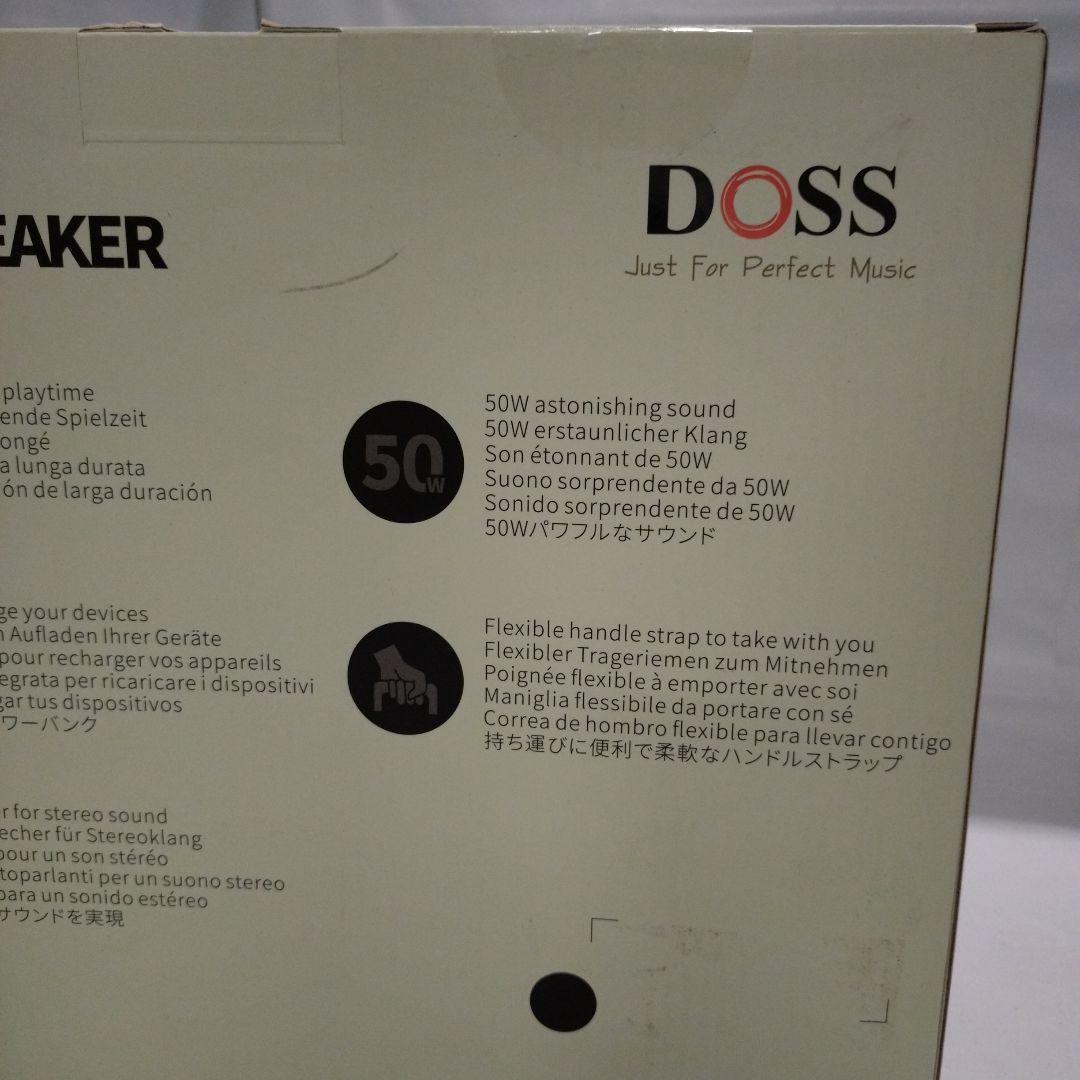 DOSS
Just For Perfect Music
EAKER
playtime
ende Spielzeit
ongé
a lunga durata
ón de larga duración
50W
50W astonishing sound
50W erstaunlicher Klang
Son étonnant de 50W
Suono sorprendente da 50W
Sonido sorprendente de 50W
50Wパワフルなサウンド
ge your devices
n Aufladen Ihrer Geräte
pour recharger vos appareils
egrata per ricaricare i dispositivi
gar tus dispositivos
ワーバンク
Flexible handle strap to take with you
Flexibler Trageriemen zum Mitnehmen
Poignée flexible à emporter avec soi
Maniglia flessibile da portare con sé
Correa de hombro flexible para llevar contigo
持ち運びに便利で柔軟なハンドルストラップ
r for stereo sound
echer für Stereoklang
pour un son stéréo
toparlanti per un suono stereo
para un sonido estéreo
サウンドを実現